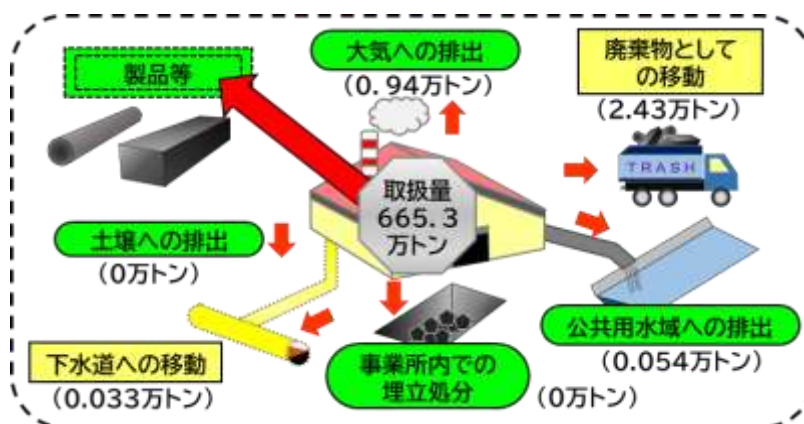 大気への排出
(0.94万トン)
廃棄物として
の移動
(2.43万トン)
製品等
TRASH
取扱量
665.3
万トン
土壌への排出
(0万トン)
公共用水域への排出
(0.054万トン)
下水道への移動
(0.033万トン)
事業所内での
埋立処分
(0万トン)